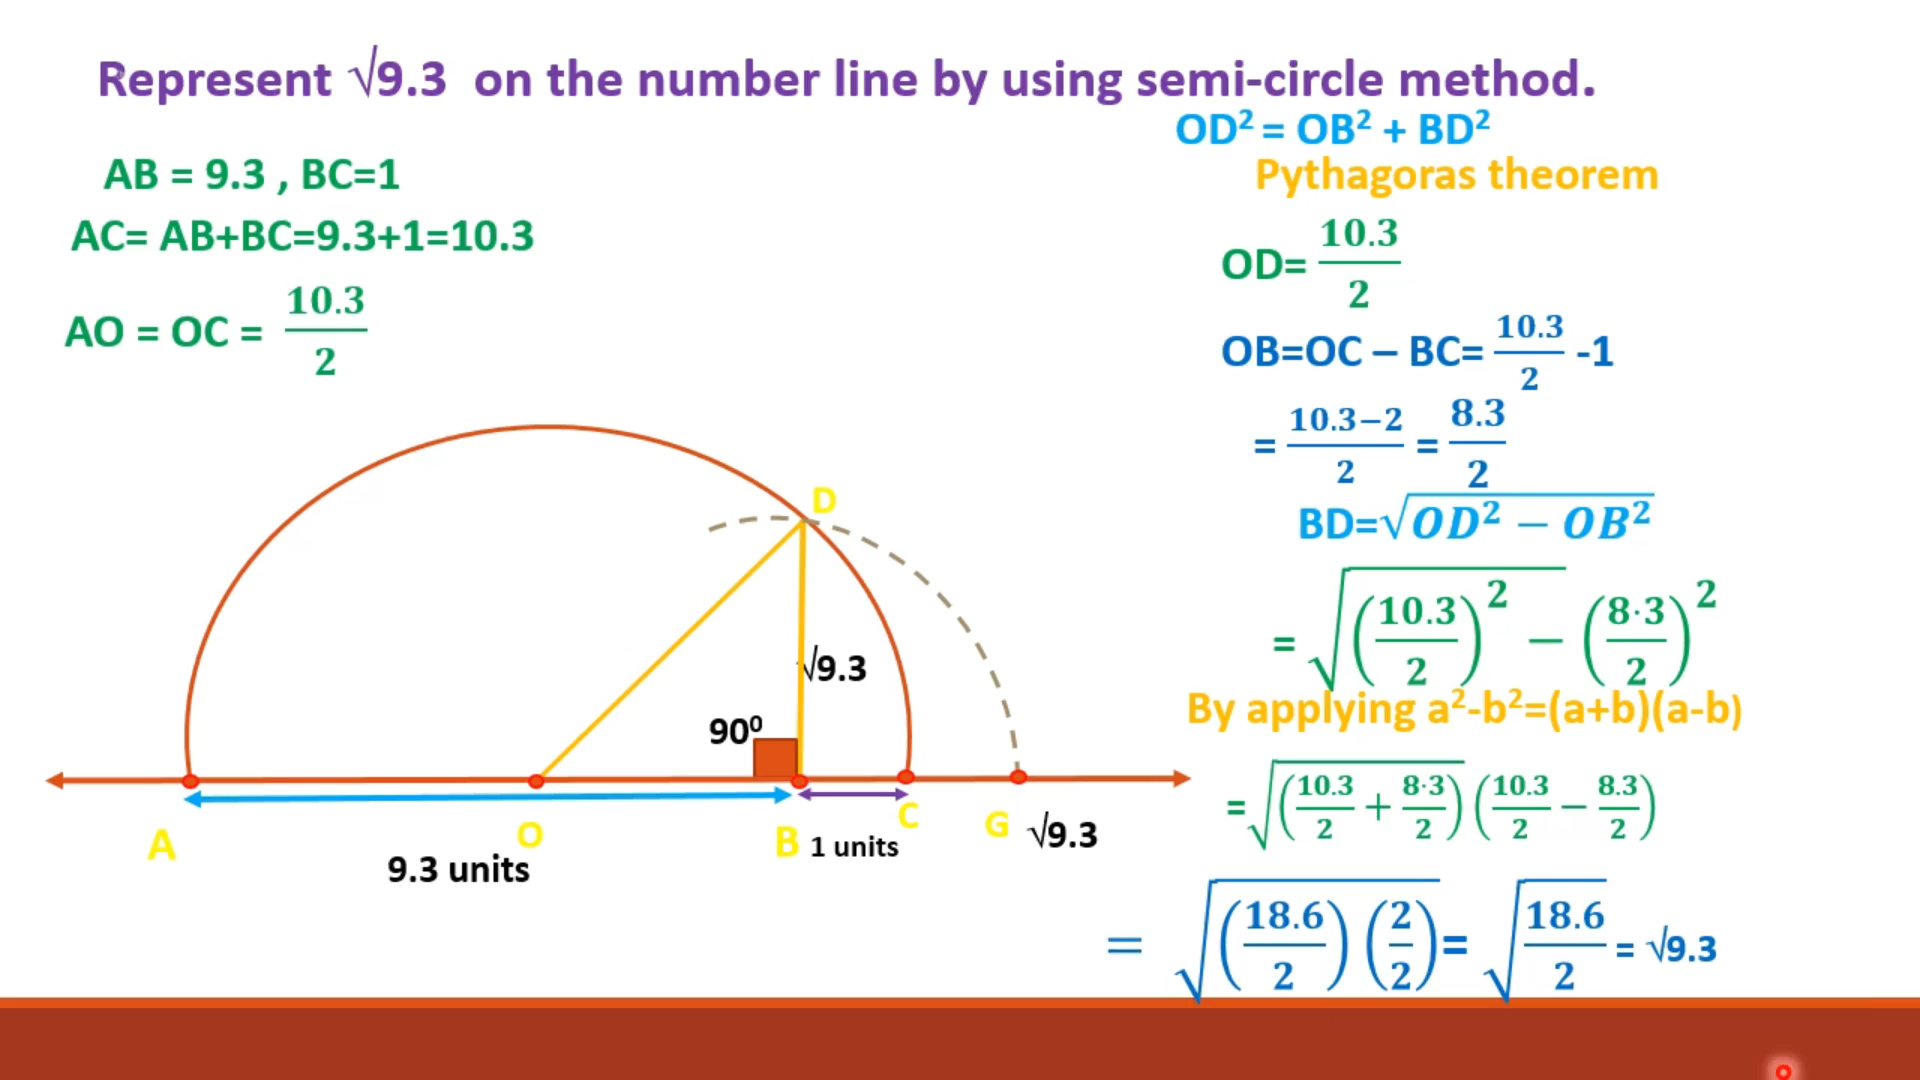 Represent √9.3 on the number line by using semi-circle method.
AB = 9.3 , BC=1
AC= AB+BC=9.3+1=10.3
AO = OC = 10.3/2
OD² = OB² + BD²
Pythagoras theorem
OD= 10.3/2
OB=OC – BC= 10.3/2 -1
= 10.3−2/2 = 8.3/2
BD=√OD² − OB²
= √(10.3/2)² − (8·3/2)²
By applying a²-b²=(a+b)(a-b)
=√(10.3/2 + 8·3/2)(10.3/2 − 8.3/2)
= √(18.6/2)(2/2)= √18.6/2 = √9.3
D
√9.3
90⁰
A
O
B
C
G
√9.3
9.3 units
1 units